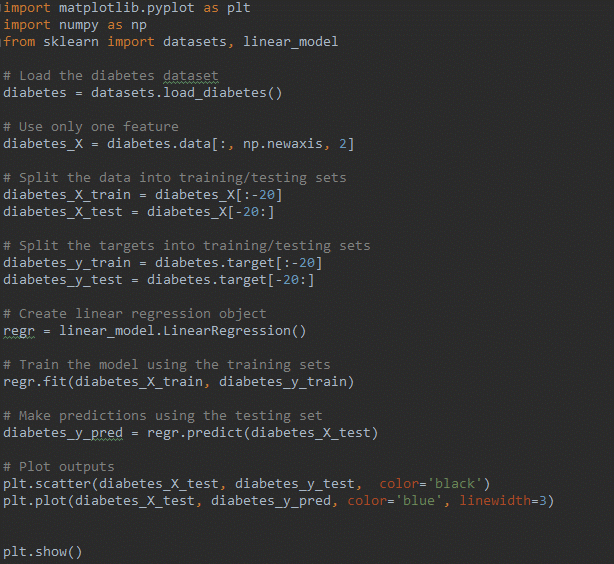 import matplotlib.pyplot as plt
import numpy as np
from sklearn import datasets, linear_model
# Load the diabetes dataset
diabetes = datasets.load_diabetes()
# Use only one feature
diabetes_X = diabetes.data[:, np.newaxis, 2]
# Split the data into training/testing sets
diabetes_X_train = diabetes_X[:-20]
diabetes_X_test = diabetes_X[-20:]
# Split the targets into training/testing sets
diabetes_y_train = diabetes.target[:-20]
diabetes_y_test = diabetes.target[-20:]
# Create linear regression object
regr = linear_model.LinearRegression()
# Train the model using the training sets
regr.fit(diabetes_X_train, diabetes_y_train)
# Make predictions using the testing set
diabetes_y_pred = regr.predict(diabetes_X_test)
# Plot outputs
plt.scatter(diabetes_X_test, diabetes_y_test,  color='black')
plt.plot(diabetes_X_test, diabetes_y_pred, color='blue', linewidth=3)
plt.show()